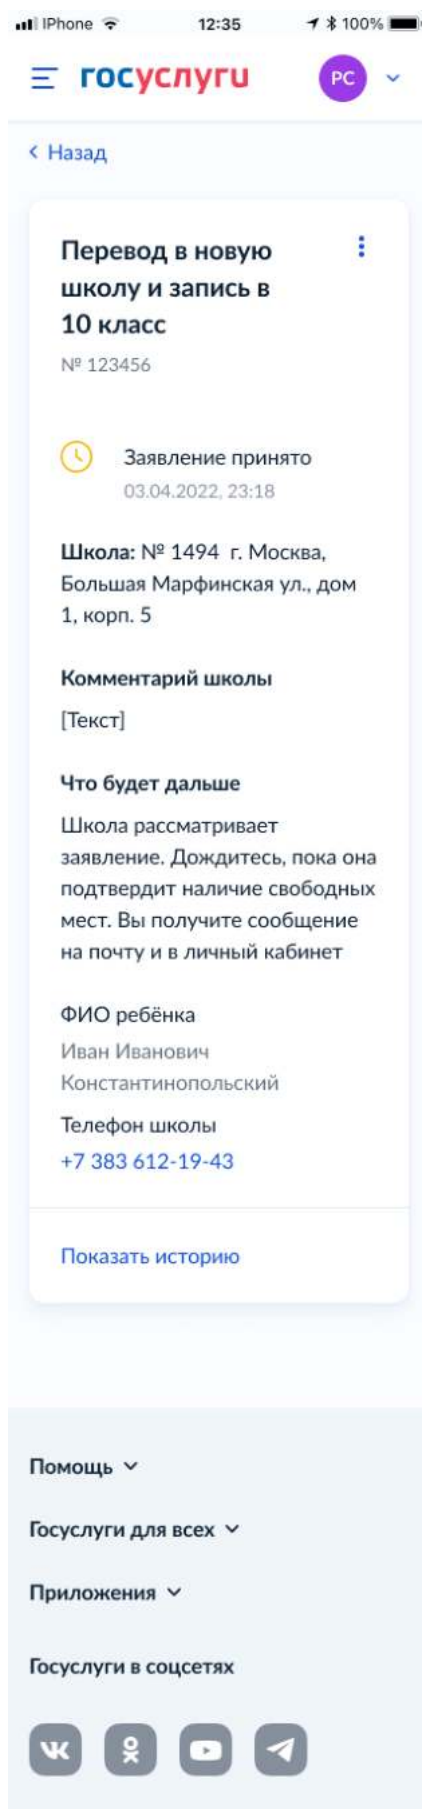 IPhone 12:35 100%
госуслуги РС
Назад
Перевод в новую
школу и запись в
10 класс
№ 123456
Заявление принято
03.04.2022, 23:18
Школа: № 1494 г. Москва,
Большая Марфинская ул., дом
1, корп. 5
Комментарий школы
[Текст]
Что будет дальше
Школа рассматривает
заявление. Дождитесь, пока она
подтвердит наличие свободных
мест. Вы получите сообщение
на почту и в личный кабинет
ФИО ребёнка
Иван Иванович
Константинопольский
Телефон школы
+7 383 612-19-43
Показать историю
Помощь
Госуслуги для всех
Приложения
Госуслуги в соцсетях